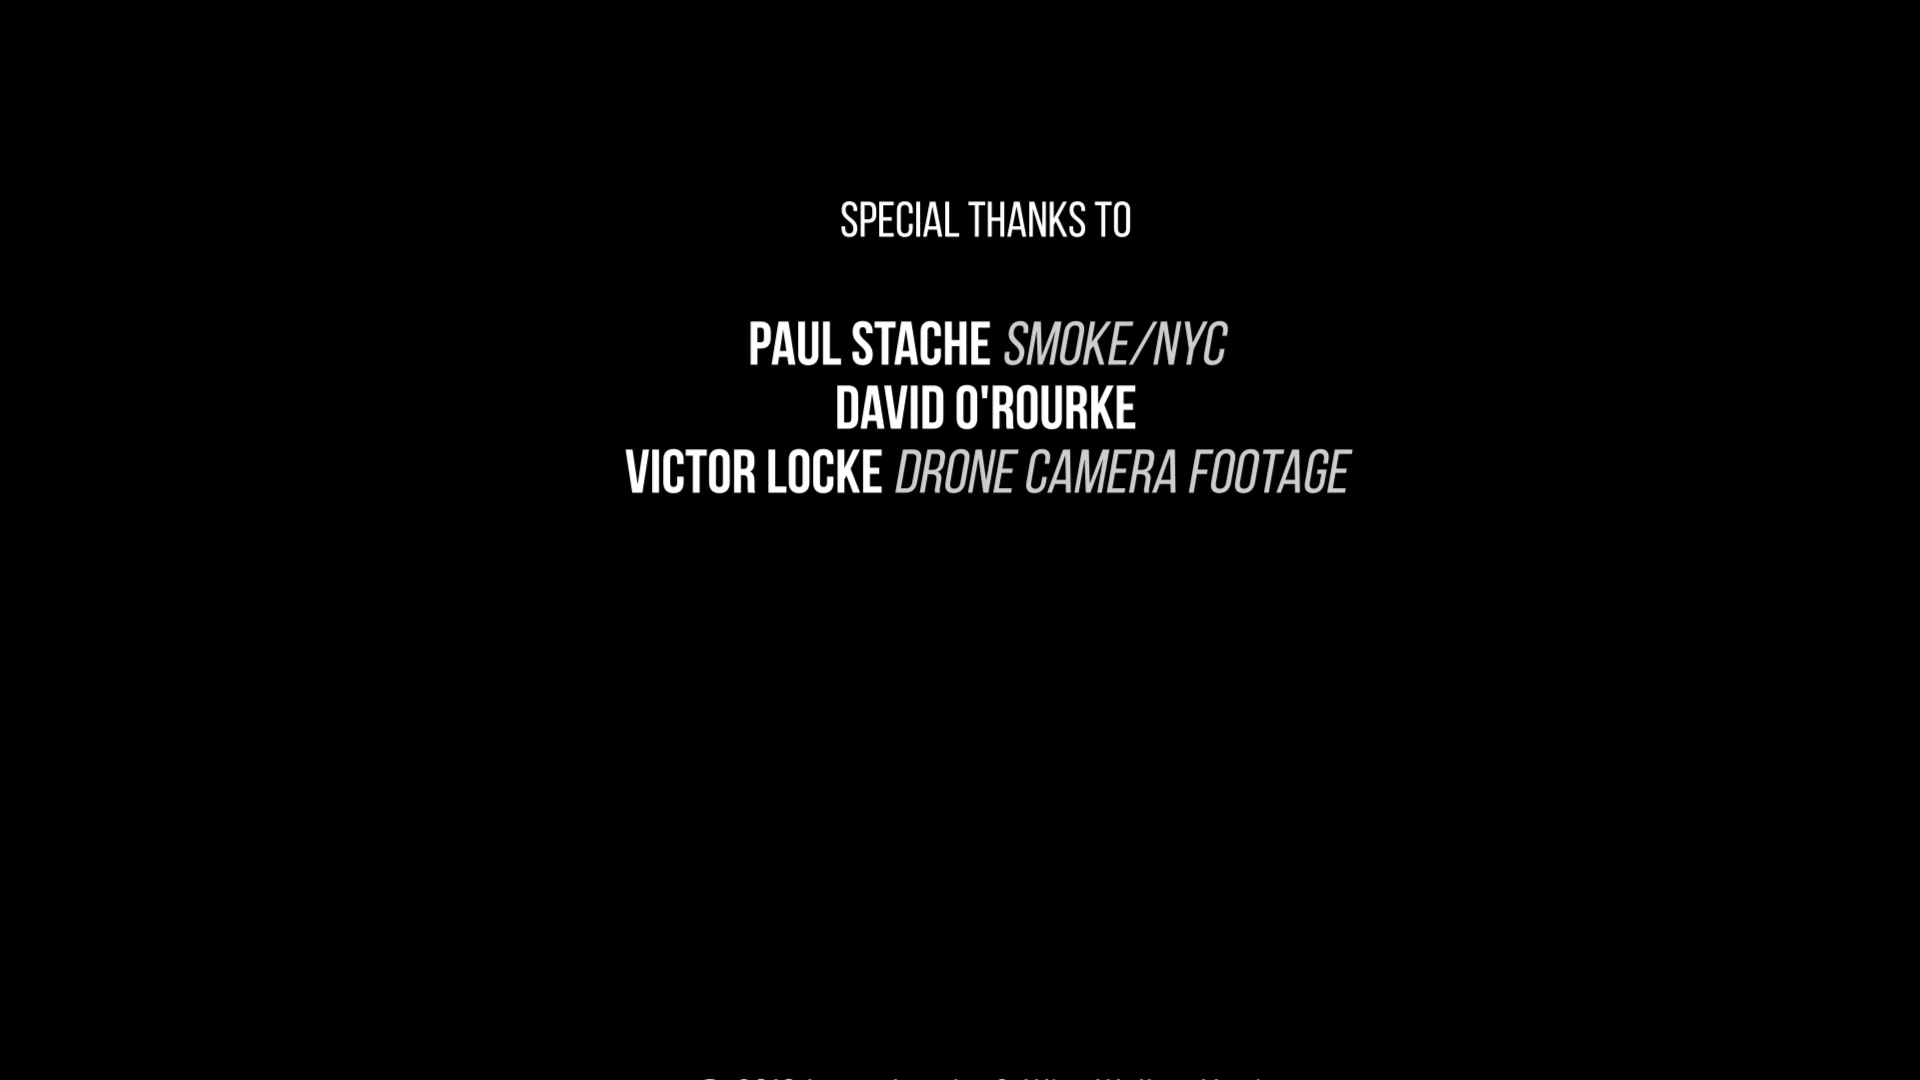 SPECIAL THANKS TO
PAUL STACHE SMOKE/NYC
DAVID O'ROURKE
VICTOR LOCKE DRONE CAMERA FOOTAGE